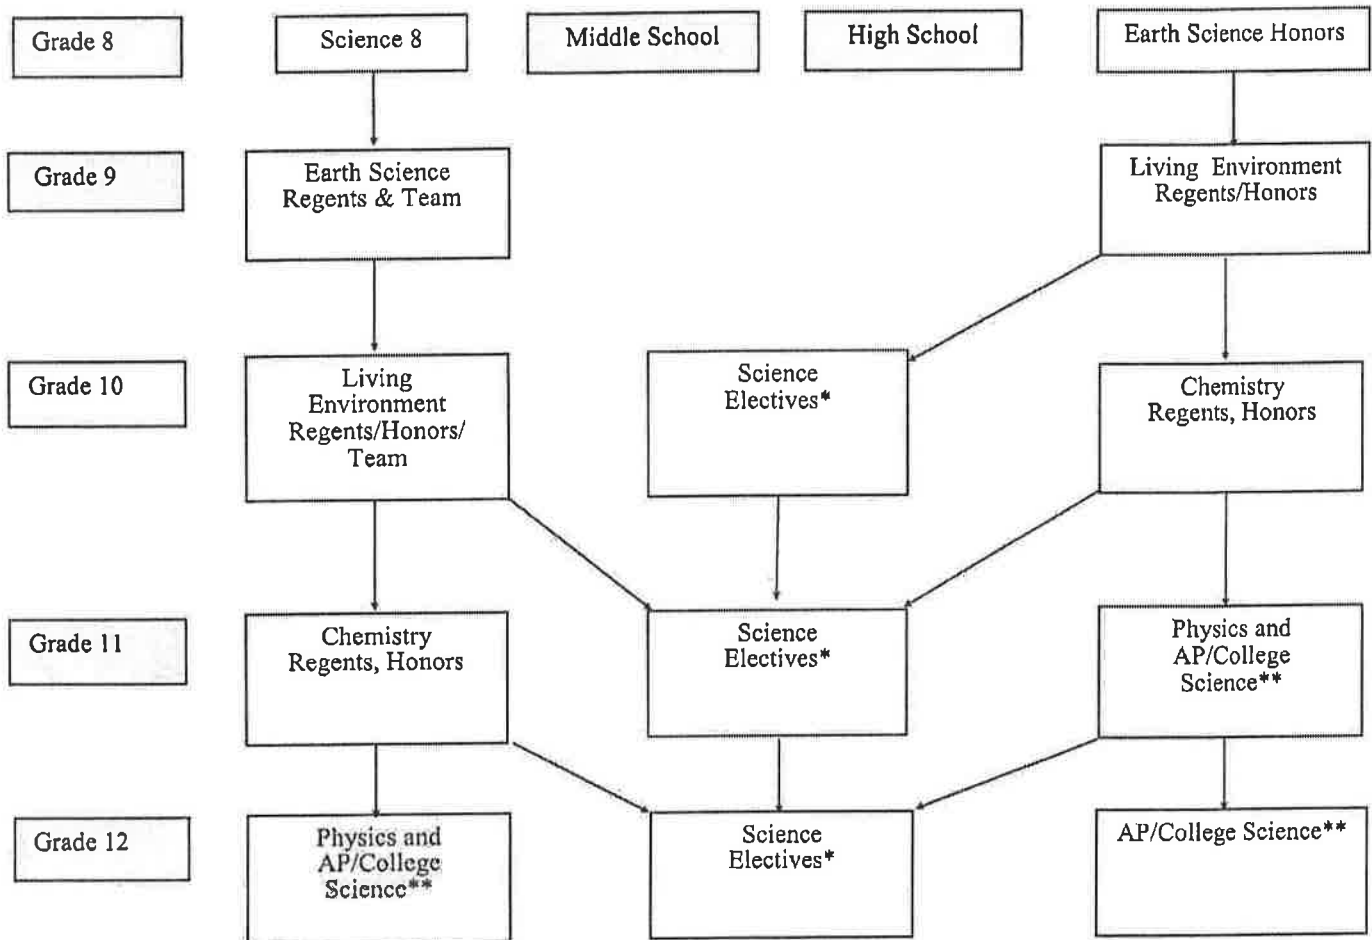 Grade 8
Science 8
Middle School
High School
Earth Science Honors
Grade 9
Earth Science
Regents & Team
Living Environment
Regents/Honors
Grade 10
Living
Environment
Regents/Honors/
Team
Science
Electives*
Chemistry
Regents, Honors
Grade 11
Chemistry
Regents, Honors
Science
Electives*
Physics and
AP/College
Science**
Grade 12
Physics and
AP/College
Science**
Science
Electives*
AP/College Science**